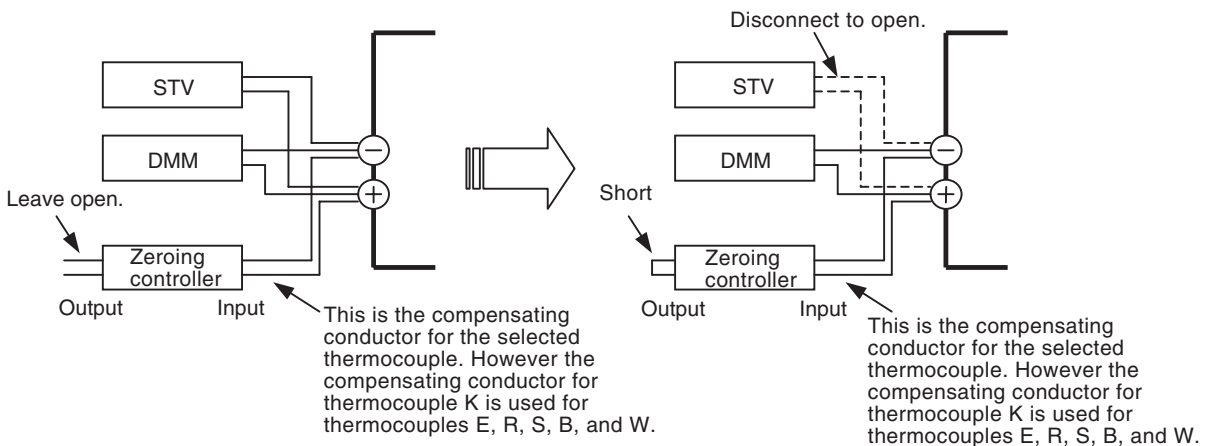 STV
DMM
−
+
Leave open.
Zeroing
controller
Output
Input
This is the compensating
conductor for the selected
thermocouple. However the
compensating conductor for
thermocouple K is used for
thermocouples E, R, S, B, and W.
Disconnect to open.
STV
DMM
−
+
Short
Zeroing
controller
Output
Input
This is the compensating
conductor for the selected
thermocouple. However the
compensating conductor for
thermocouple K is used for
thermocouples E, R, S, B, and W.